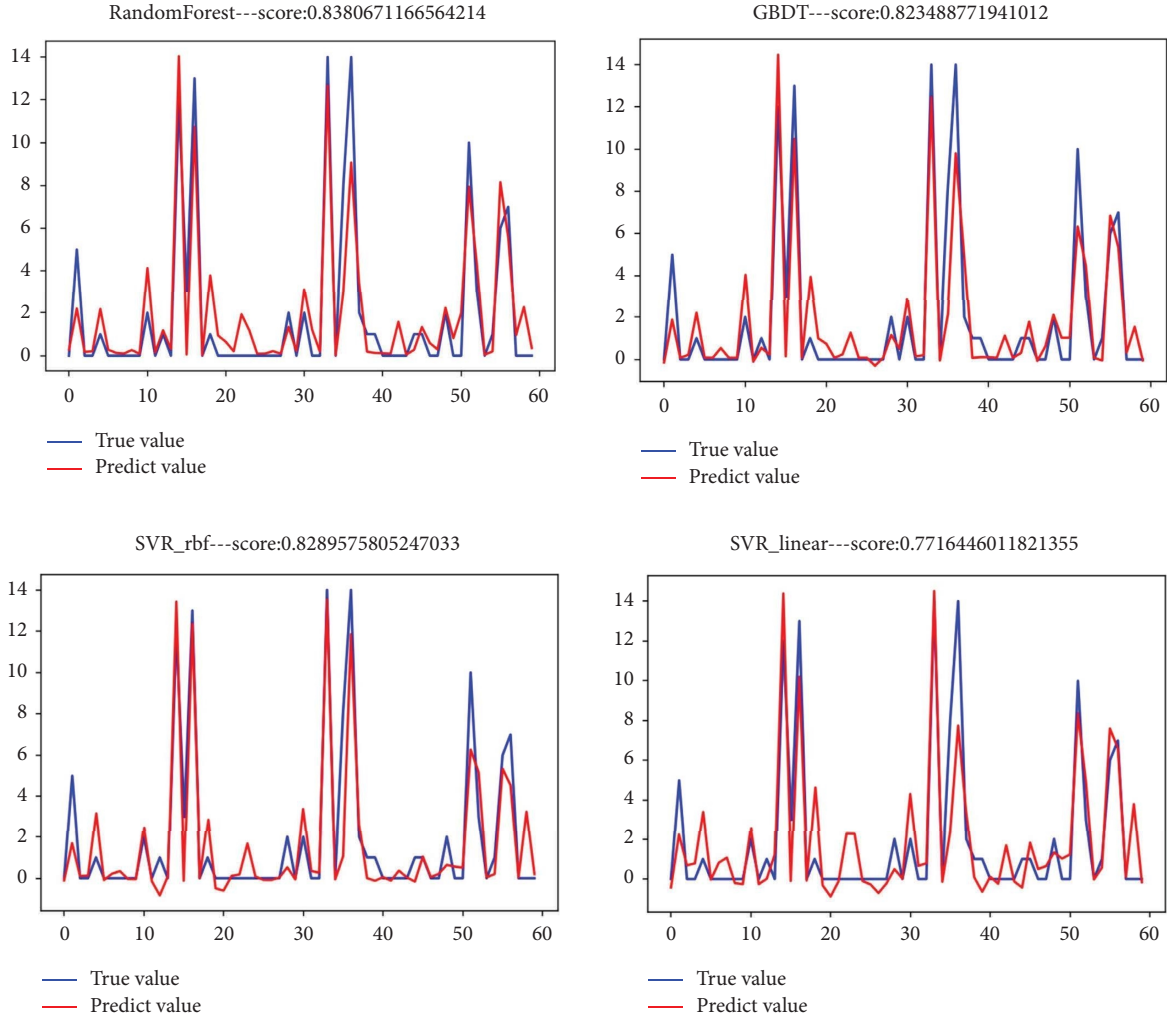 RandomForest---score:0.8380671166564214
14
12
10
8
6
4
2
0
0 10 20 30 40 50 60
True value
Predict value
GBDT---score:0.823488771941012
14
12
10
8
6
4
2
0
0 10 20 30 40 50 60
True value
Predict value
SVR_rbf---score:0.8289575805247033
14
12
10
8
6
4
2
0
0 10 20 30 40 50 60
True value
Predict value
SVR_linear---score:0.7716446011821355
14
12
10
8
6
4
2
0
0 10 20 30 40 50 60
True value
Predict value